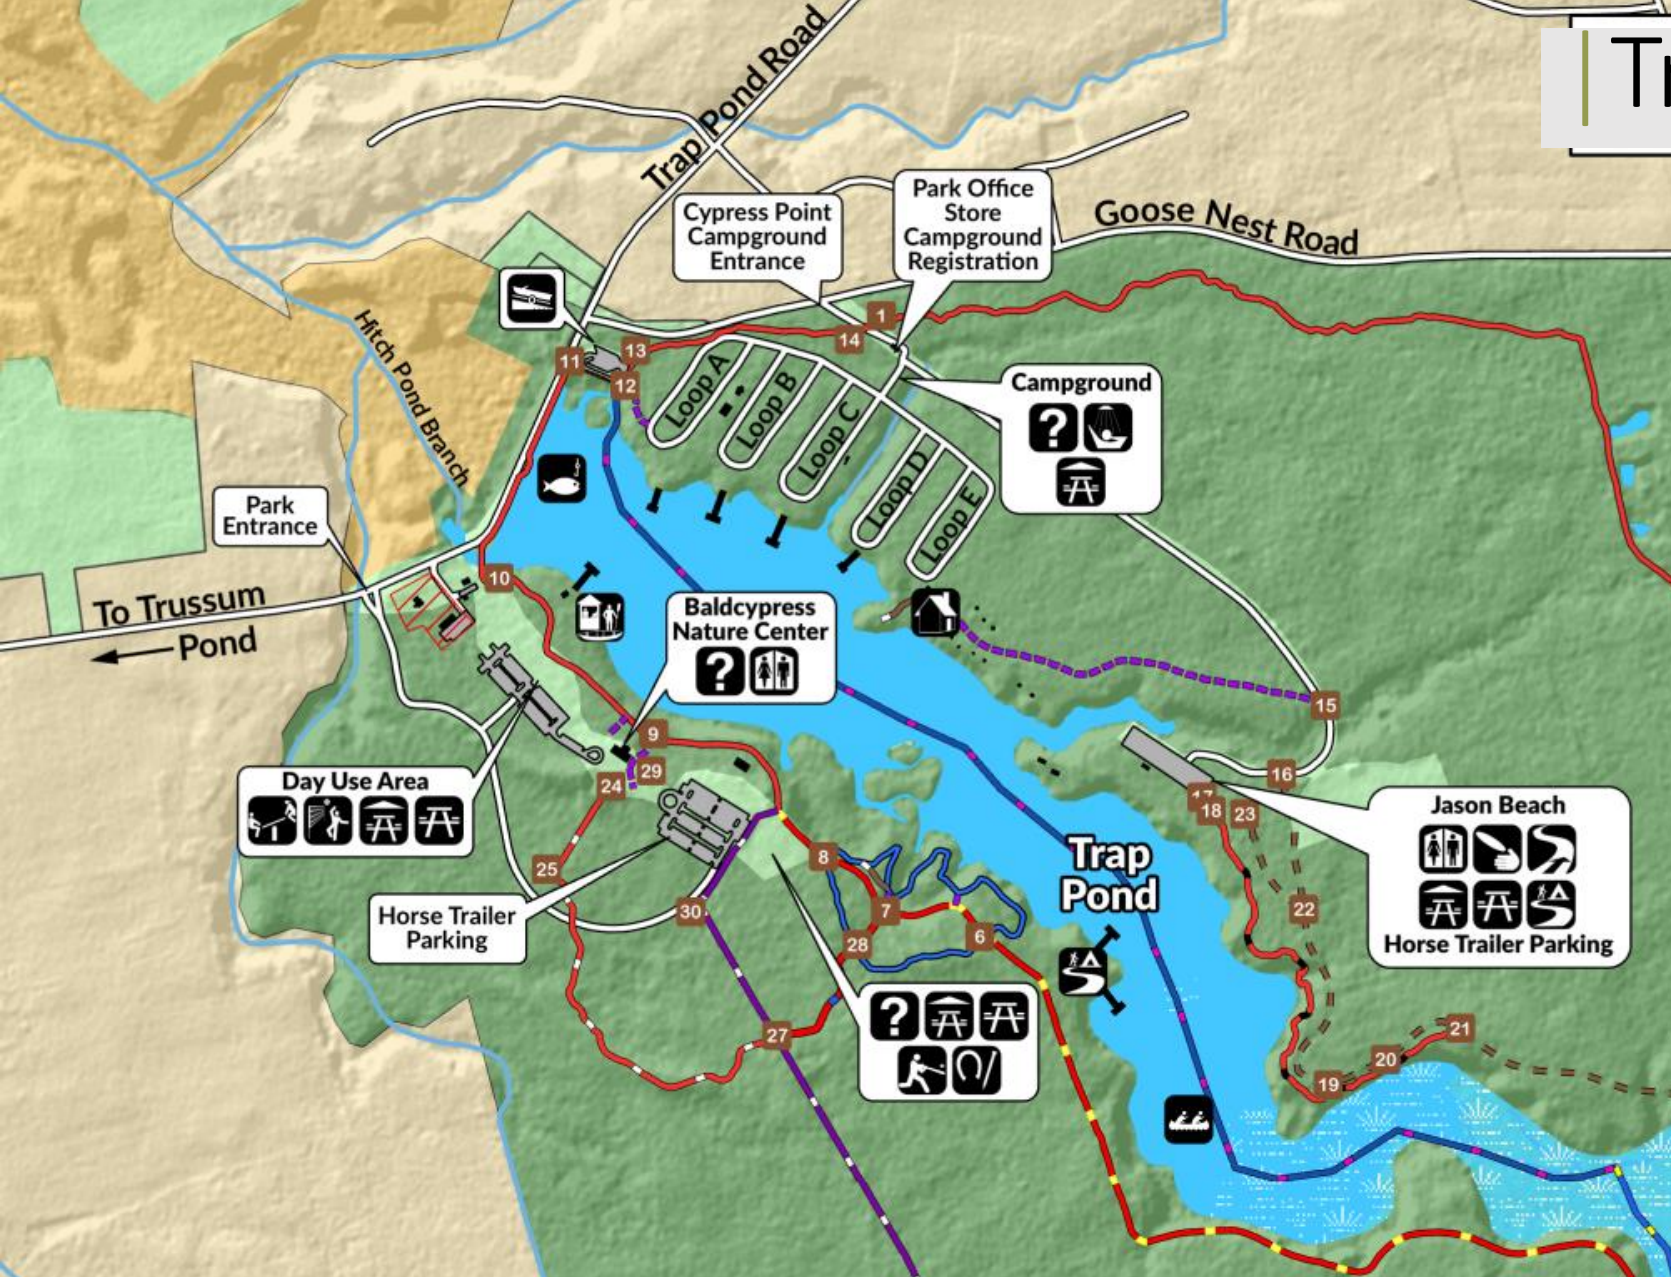 Tr
Trap Pond Road
Park Office
Store
Campground
Registration
Cypress Point
Campground
Entrance
Goose Nest Road
1
14
13
11
12
Loop A
Loop B
Loop C
Loop D
Loop E
Campground
?
Hitch Pond Branch
Park
Entrance
10
To Trussum
Pond
Baldcypress
Nature Center
?
15
9
29
24
16
17
18
23
Day Use Area
Jason Beach
Horse Trailer Parking
Trap
Pond
8
25
7
22
30
6
28
Horse Trailer
Parking
?
27
21
20
19